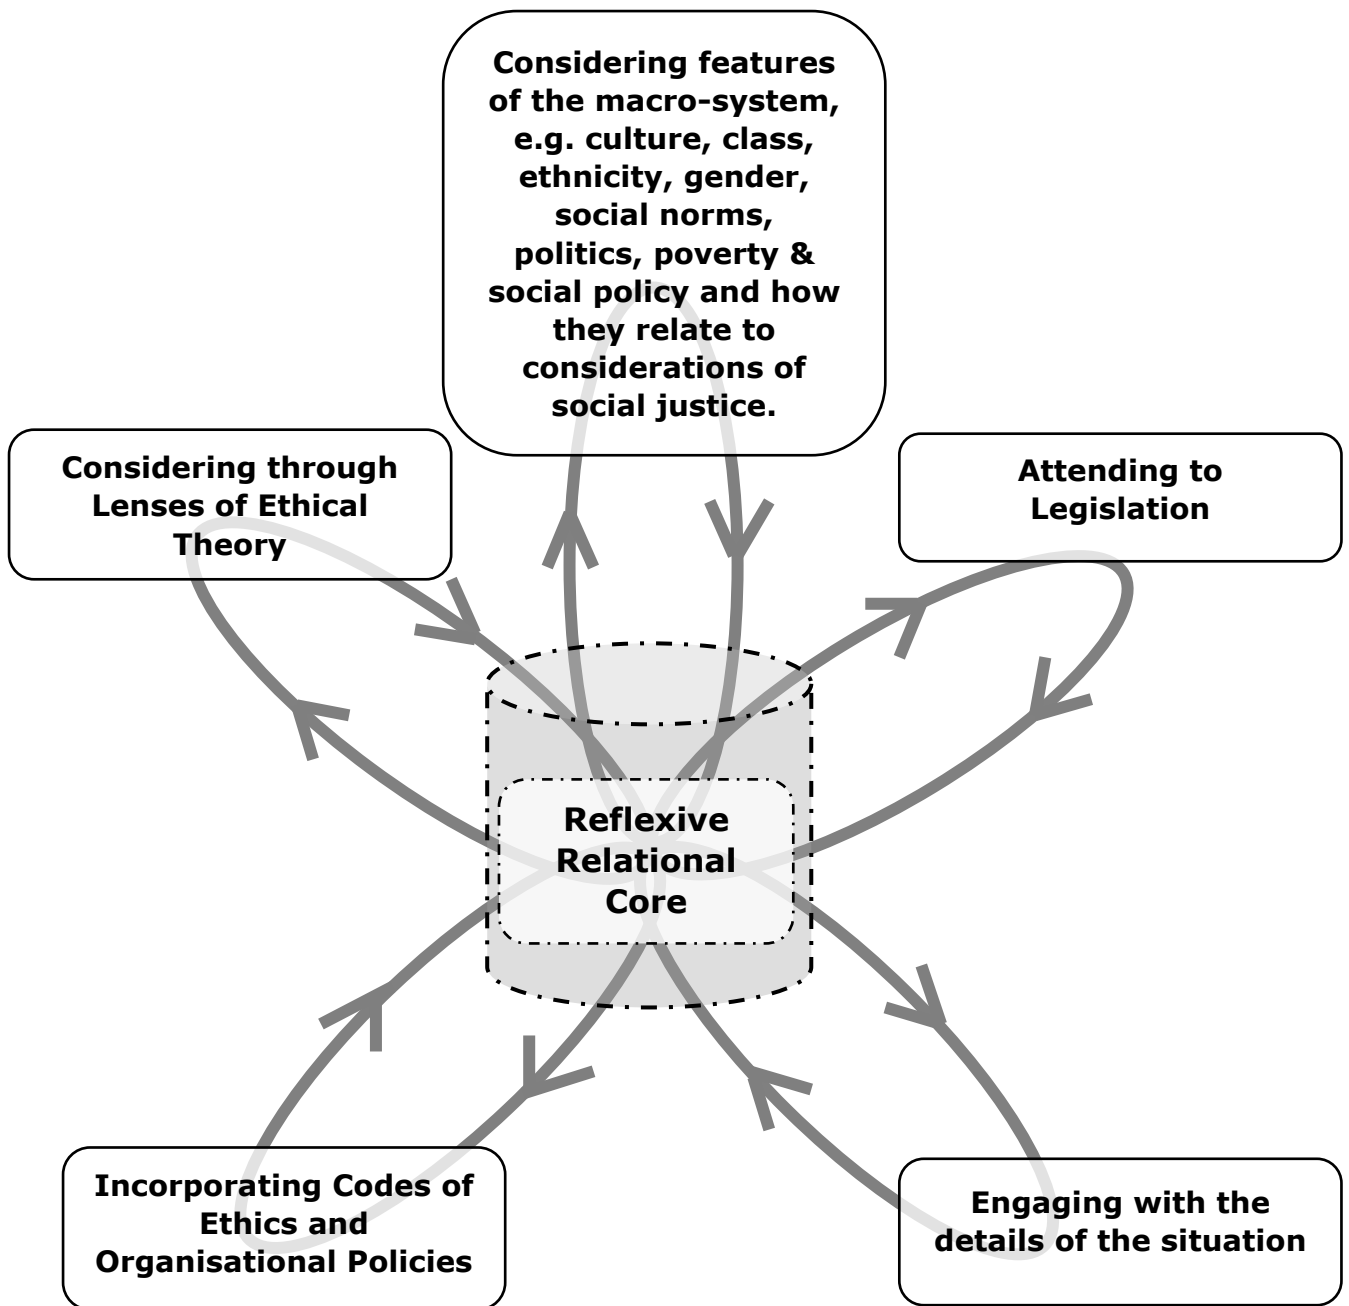 Considering features
of the macro-system,
e.g. culture, class,
ethnicity, gender,
social norms,
politics, poverty &
social policy and how
they relate to
considerations of
social justice.
Considering through
Lenses of Ethical
Theory
Attending to
Legislation
Reflexive
Relational
Core
Incorporating Codes of
Ethics and
Organisational Policies
Engaging with the
details of the situation